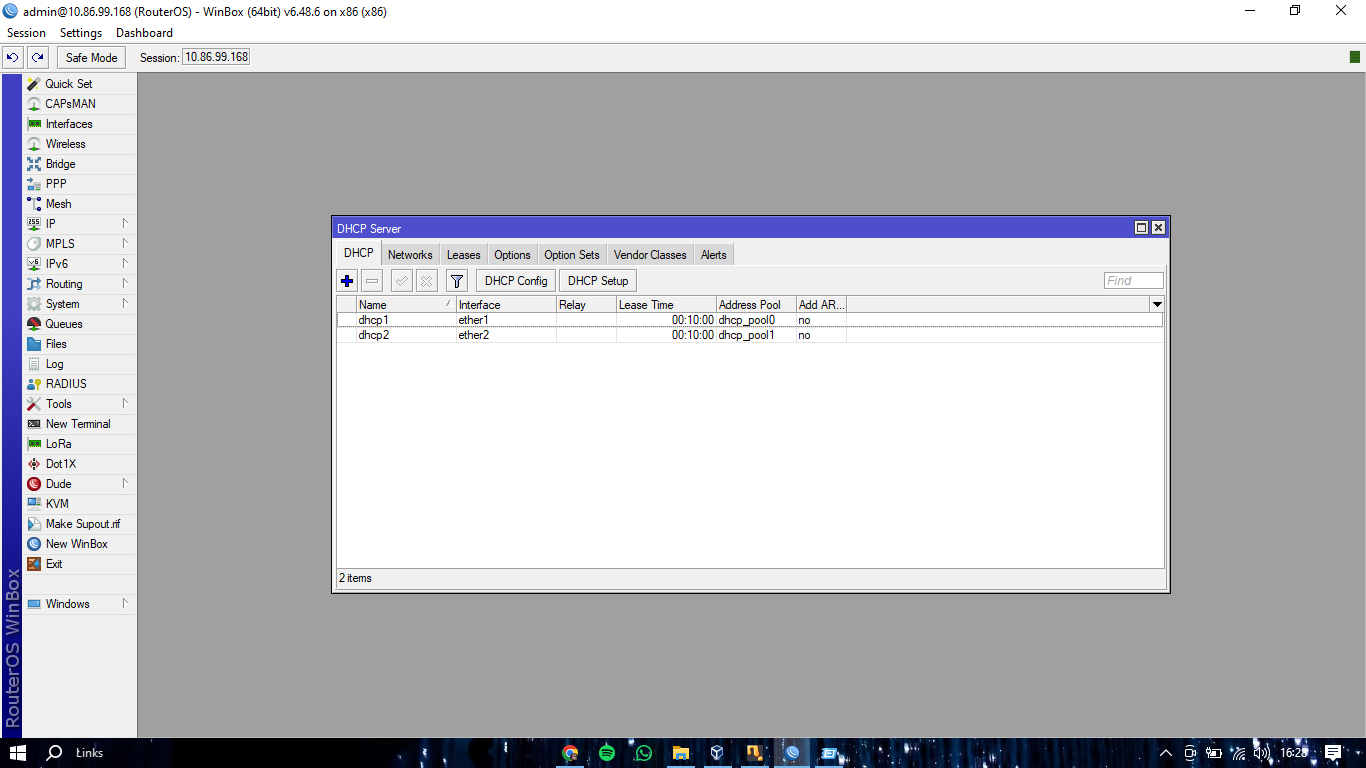 admin@10.86.99.168 (RouterOS) - WinBox (64bit) v6.48.6 on x86 (x86)
Session Settings Dashboard
Safe Mode Session: 10.86.99.168
Quick Set
CAPsMAN
Interfaces
Wireless
Bridge
PPP
Mesh
IP
MPLS
IPv6
Routing
System
Queues
Files
Log
RADIUS
Tools
New Terminal
LoRa
Dot1X
Dude
KVM
Make Supout.rif
New WinBox
Exit
Windows
RouterOS WinBox
DHCP Server
DHCP Networks Leases Options Option Sets Vendor Classes Alerts
DHCP Config DHCP Setup Find
Name Interface Relay Lease Time Address Pool Add AR...
dhcp1 ether1 00:10:00 dhcp_pool0 no
dhcp2 ether2 00:10:00 dhcp_pool1 no
2 items
Links
16:28